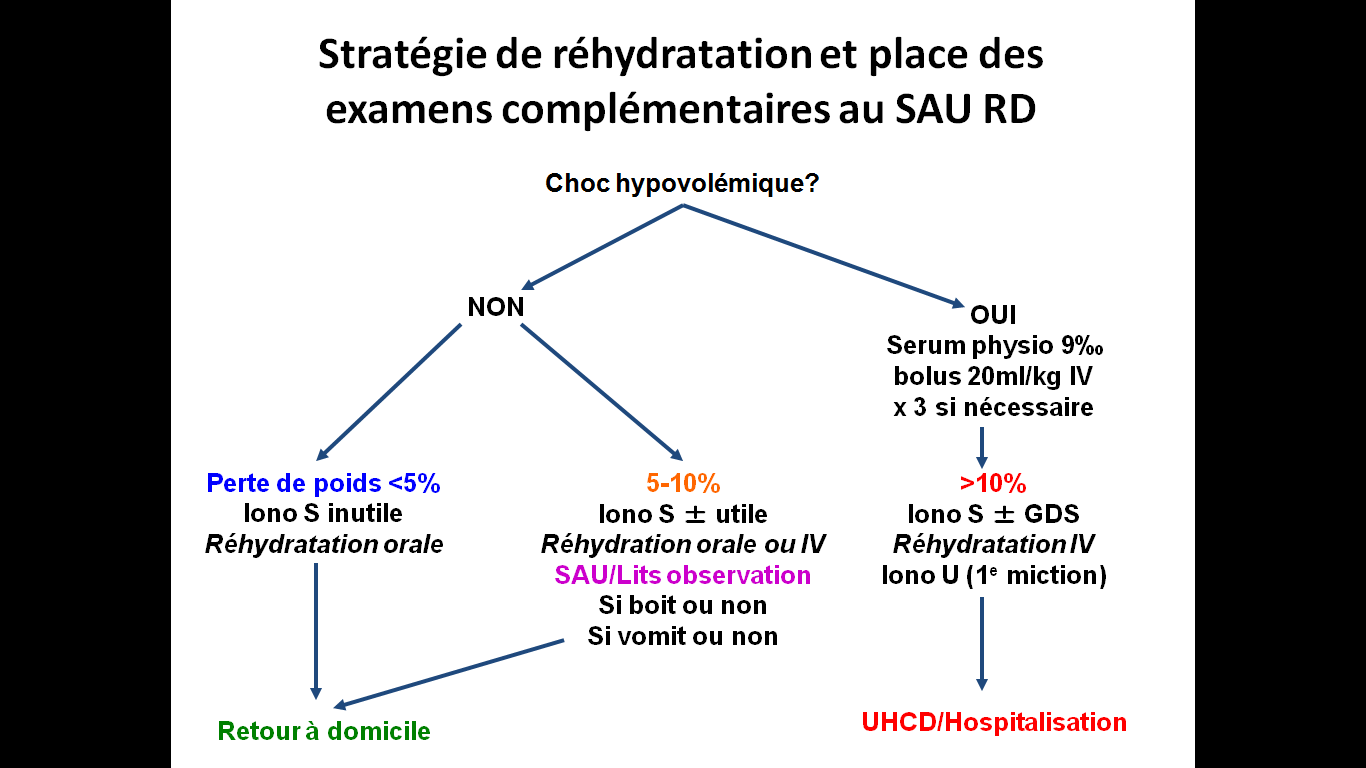 Stratégie de réhydratation et place des
examens complémentaires au SAU RD
Choc hypovolémique?
NON
OUI
Serum physio 9‰
bolus 20ml/kg IV
x 3 si nécessaire
Perte de poids <5%
Iono S inutile
Réhydratation orale
5-10%
Iono S ± utile
Réhydration orale ou IV
SAU/Lits observation
Si boit ou non
Si vomit ou non
>10%
Iono S ± GDS
Réhydratation IV
Iono U (1e miction)
Retour à domicile
UHCD/Hospitalisation